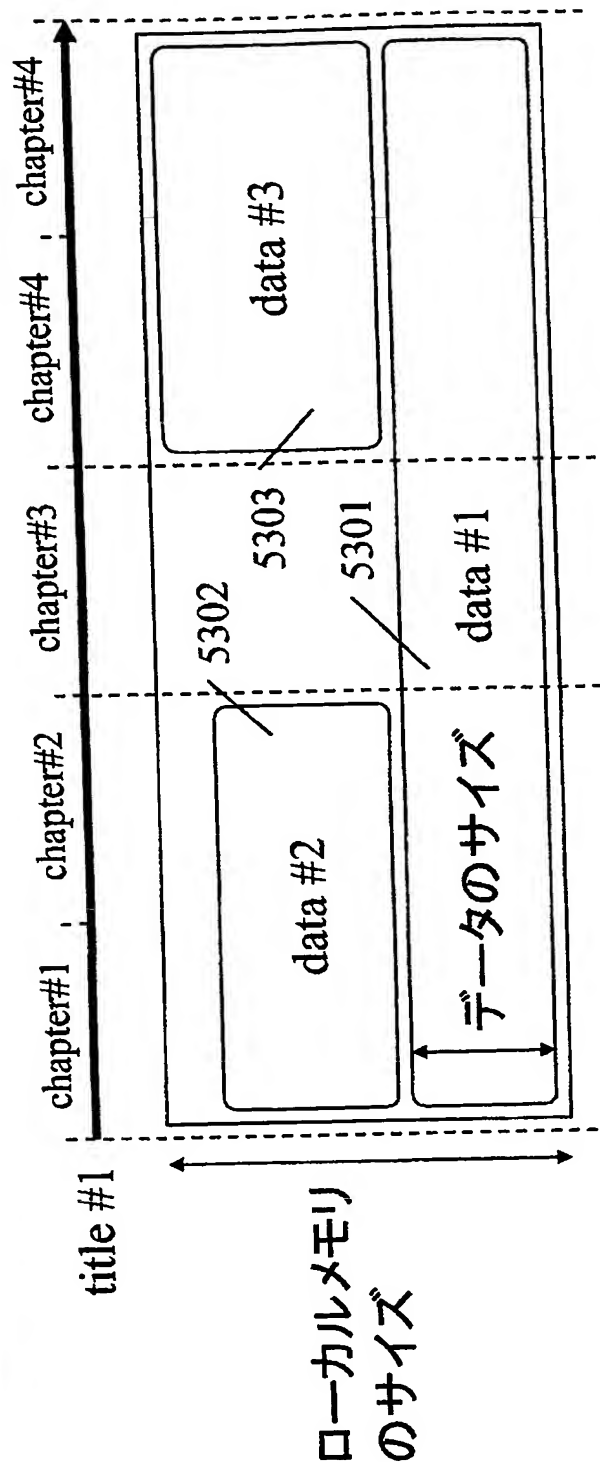 title #1
chapter#1
chapter#2
chapter#3
chapter#4
chapter#4
5302
5303
5301
data #2
data #3
data #1
データのサイズ
ローカルメモリ
のサイズ